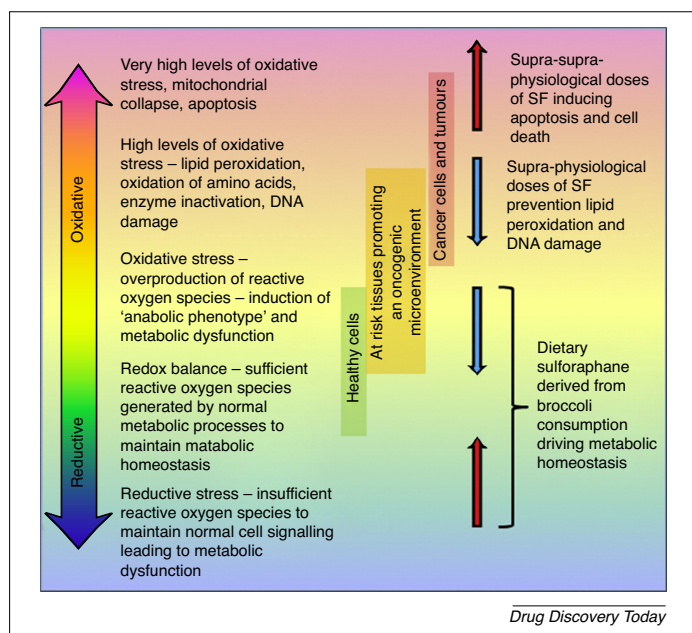 Oxidative
Reductive
Very high levels of oxidative
stress, mitochondrial
collapse, apoptosis
High levels of oxidative
stress – lipid peroxidation,
oxidation of amino acids,
enzyme inactivation, DNA
damage
Oxidative stress –
overproduction of reactive
oxygen species – induction of
‘anabolic phenotype’ and
metabolic dysfunction
Redox balance – sufficient
reactive oxygen species
generated by normal
metabolic processes to
maintain matabolic
homeostasis
Reductive stress – insufficient
reactive oxygen species to
maintain normal cell signalling
leading to metabolic
dysfunction
Healthy cells
At risk tissues promoting
an oncogenic
microenvironment
Cancer cells and tumours
Supra-supra-
physiological doses
of SF inducing
apoptosis and cell
death
Supra-physiological
doses of SF
prevention lipid
peroxidation and
DNA damage
Dietary
sulforaphane
derived from
broccoli
consumption
driving metabolic
homeostasis
Drug Discovery Today